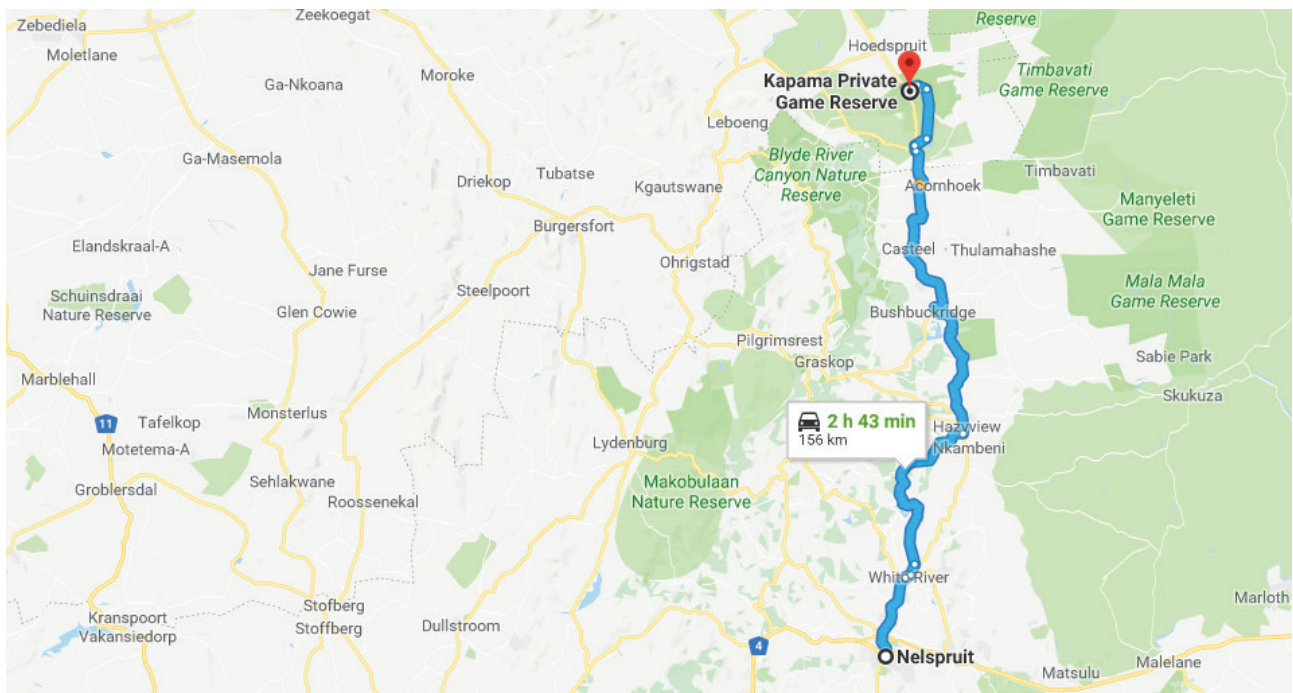 Zeekoegat
Zebediela
Moletlane
Moroke
Ga-Nkoana
Hoedspruit
Reserve
Kapama Private
Game Reserve
Timbavati
Game Reserve
Leboeng
Ga-Masemola
Driekop
Tubatse
Kgautswane
Blyde River
Canyon Nature
Reserve
Acornhoek
Timbavati
Manyeleti
Game Reserve
Burgersfort
Elandskraal-A
Jane Furse
Ohrigstad
Casteel
Thulamahashe
Schuinsdraai
Nature Reserve
Glen Cowie
Steelpoort
Mala Mala
Game Reserve
Bushbuckridge
Pilgrimsrest
Graskop
Sabie Park
Skukuza
Marblehall
11
Tafelkop
Motetema-A
Monsterlus
Lydenburg
2 h 43 min
156 km
Hazyview
Nkambeni
Groblersdal
Sehlakwane
Roossenekal
Makobulaan
Nature Reserve
White River
Marloth
Kranspoort
Vakansiedorp
Stofberg
Stoffberg
Dullstroom
4
Nelspruit
Matsulu
Malelane